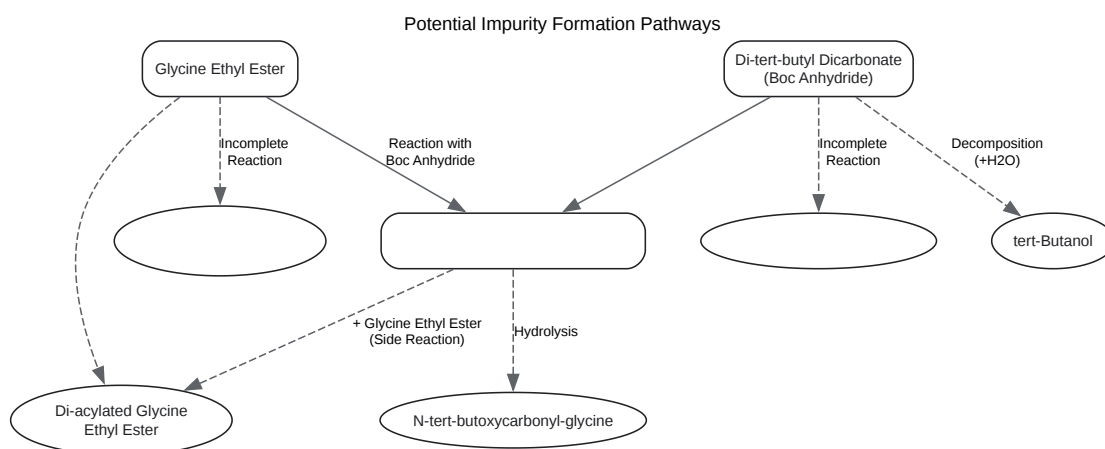 Potential Impurity Formation Pathways
Glycine Ethyl Ester
Di-tert-butyl Dicarbonate
(Boc Anhydride)
Incomplete
Reaction
Reaction with
Boc Anhydride
Incomplete
Reaction
Decomposition
(+H2O)
tert-Butanol
+ Glycine Ethyl Ester
(Side Reaction)
Hydrolysis
Di-acylated Glycine
Ethyl Ester
N-tert-butoxycarbonyl-glycine